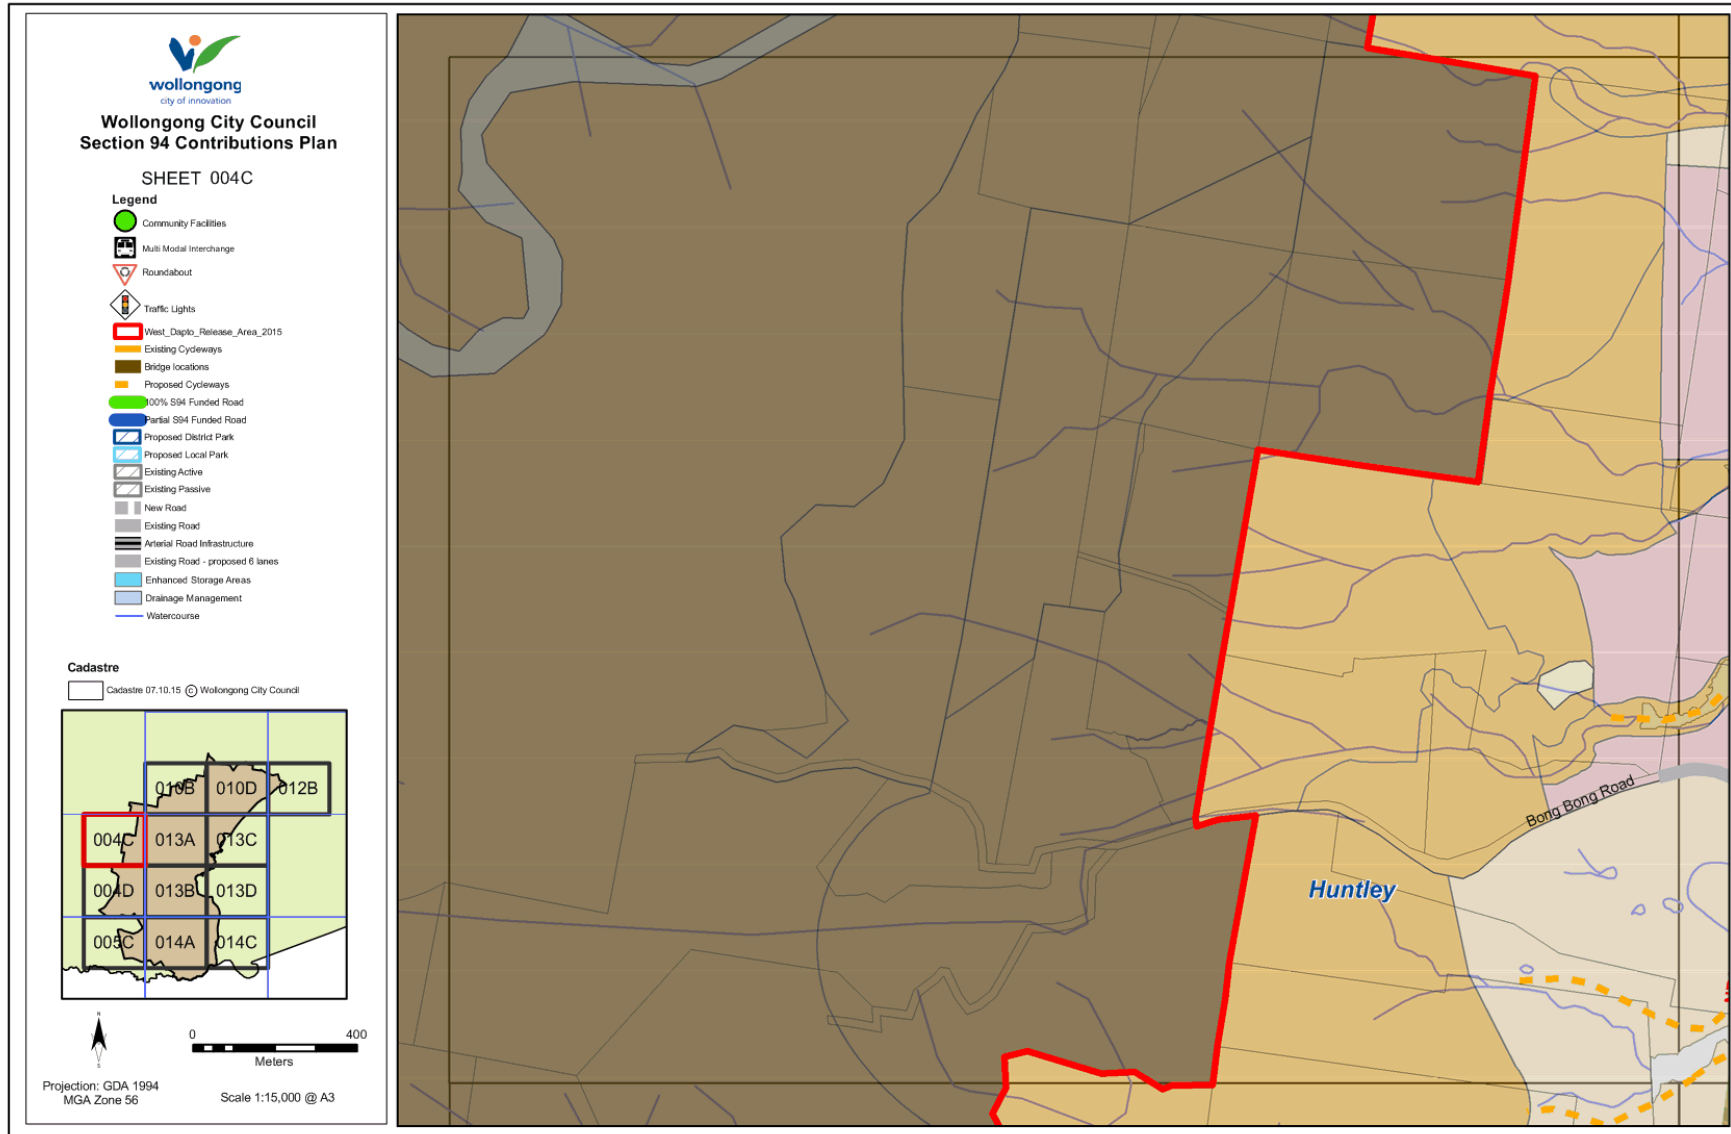 wollongong
city of innovation
Wollongong City Council
Section 94 Contributions Plan
SHEET 004C
Legend
Community Facilities
Multi Modal Interchange
Roundabout
Traffic Lights
West_Dapto_Release_Area_2015
Existing Cycleways
Bridge locations
Proposed Cycleways
100% S94 Funded Road
Partial S94 Funded Road
Proposed District Park
Proposed Local Park
Existing Active
Existing Passive
New Road
Existing Road
Arterial Road Infrastructure
Existing Road - proposed 6 lanes
Enhanced Storage Areas
Drainage Management
Watercourse
Cadastre
Cadastre 07.10.15 © Wollongong City Council
010B 010D 012B
004C 013A 013C
004D 013B 013D
005C 014A 014C
N
S
0 400
Meters
Projection: GDA 1994
MGA Zone 56
Scale 1:15,000 @ A3
Bong Bong Road
Huntley